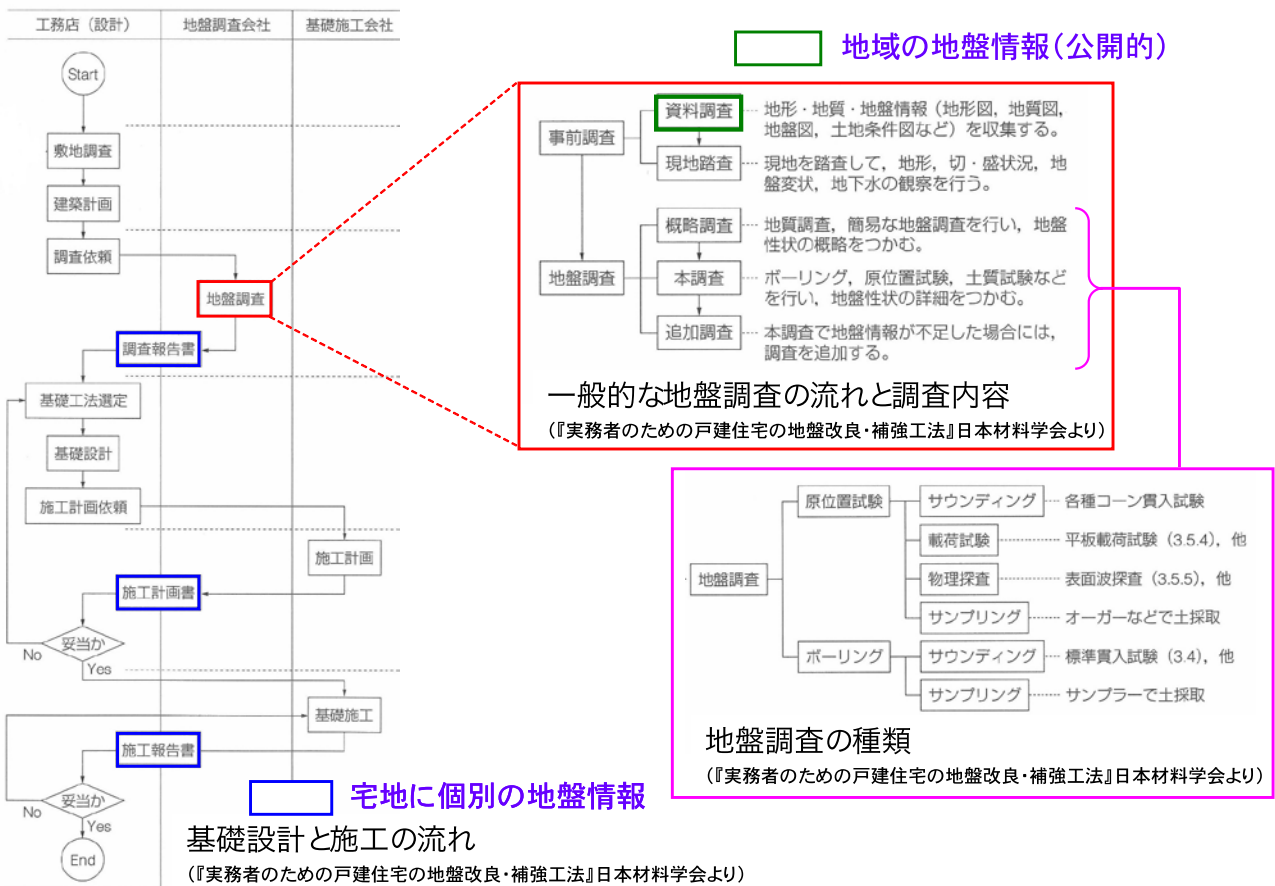 工務店（設計）
地盤調査会社
基礎施工会社
Start
敷地調査
建築計画
調査依頼
地盤調査
調査報告書
基礎工法選定
基礎設計
施工計画依頼
施工計画
施工計画書
妥当か
No
Yes
基礎施工
施工報告書
妥当か
No
Yes
End
宅地に個別の地盤情報
基礎設計と施工の流れ
（『実務者のための戸建住宅の地盤改良・補強工法』日本材料学会より）
地域の地盤情報（公開的）
事前調査
資料調査
地形・地質・地盤情報（地形図，地質図，
地盤図，土地条件図など）を収集する。
現地踏査
現地を踏査して，地形，切・盛状況，地
盤変状，地下水の観察を行う。
地盤調査
概略調査
地質調査，簡易な地盤調査を行い，地盤
性状の概略をつかむ。
本調査
ボーリング，原位置試験，土質試験など
を行い，地盤性状の詳細をつかむ。
追加調査
本調査で地盤情報が不足した場合には，
調査を追加する。
一般的な地盤調査の流れと調査内容
（『実務者のための戸建住宅の地盤改良・補強工法』日本材料学会より）
地盤調査
原位置試験
サウンディング
各種コーン貫入試験
載荷試験
平板載荷試験（3.5.4），他
物理探査
表面波探査（3.5.5），他
サンプリング
オーガーなどで土採取
ボーリング
サウンディング
標準貫入試験（3.4），他
サンプリング
サンプラーで土採取
地盤調査の種類
（『実務者のための戸建住宅の地盤改良・補強工法』日本材料学会より）